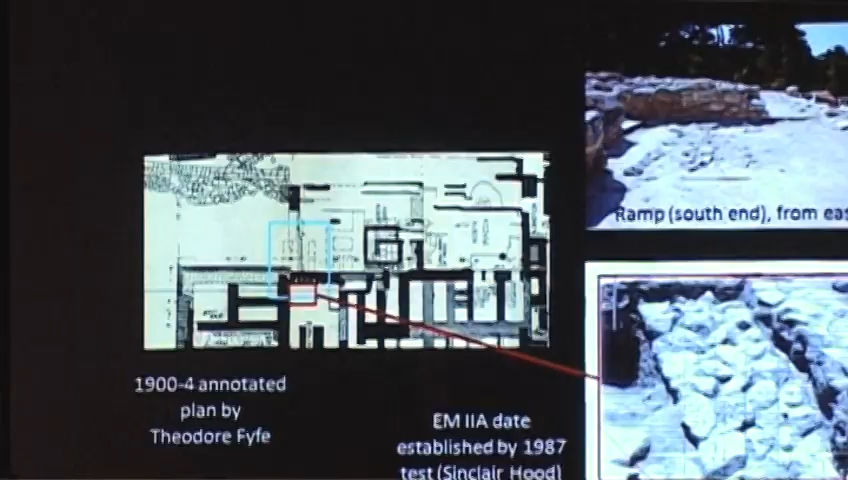 Ramp (south end), from eas
1900-4 annotated
plan by
Theodore Fyfe
EM IIA date
established by 1987
test (Sinclair Hood)